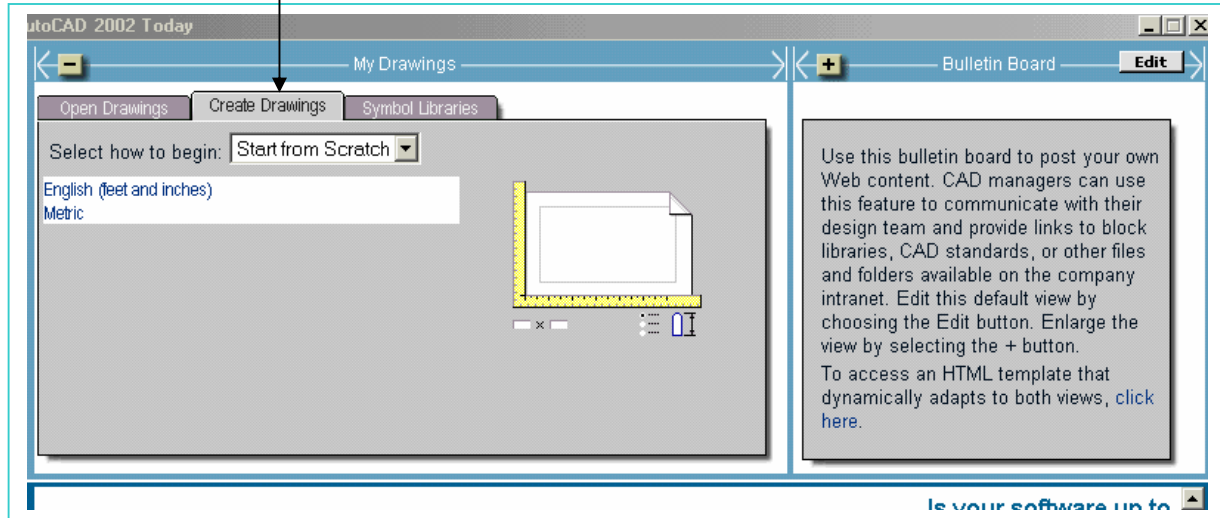 utoCAD 2002 Today
My Drawings
Bulletin Board
Edit
Open Drawings
Create Drawings
Symbol Libraries
Select how to begin: Start from Scratch
English (feet and inches)
Metric
Use this bulletin board to post your own
Web content. CAD managers can use
this feature to communicate with their
design team and provide links to block
libraries, CAD standards, or other files
and folders available on the company
intranet. Edit this default view by
choosing the Edit button. Enlarge the
view by selecting the + button.
To access an HTML template that
dynamically adapts to both views, click
here.
Is your software up to